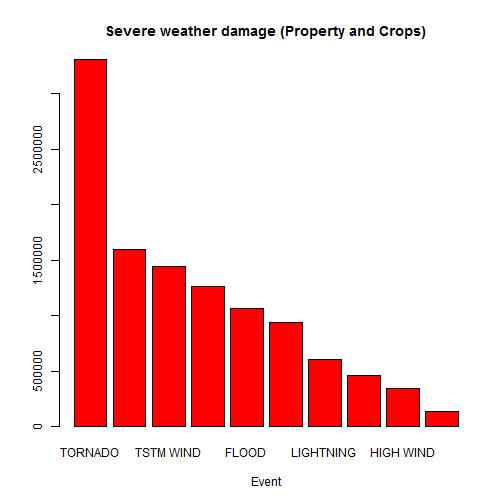 Severe weather damage (Property and Crops)
2500000
1500000
500000
0
TORNADO TSTM WIND FLOOD LIGHTNING HIGH WIND
Event